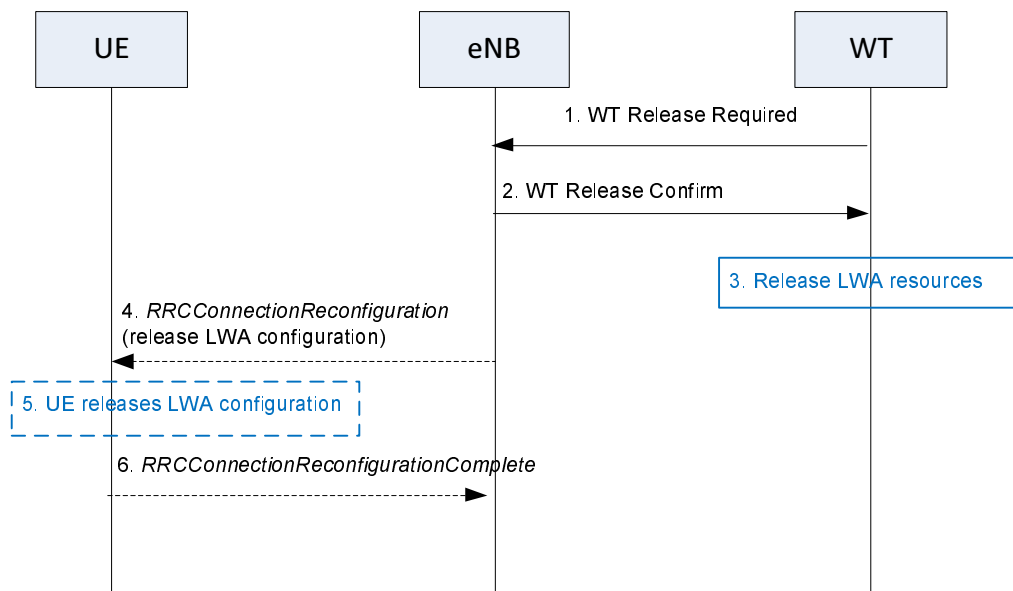 UE
eNB
WT
1. WT Release Required
2. WT Release Confirm
3. Release LWA resources
4. RRCConnectionReconfiguration
(release LWA configuration)
5. UE releases LWA configuration
6. RRCConnectionReconfigurationComplete